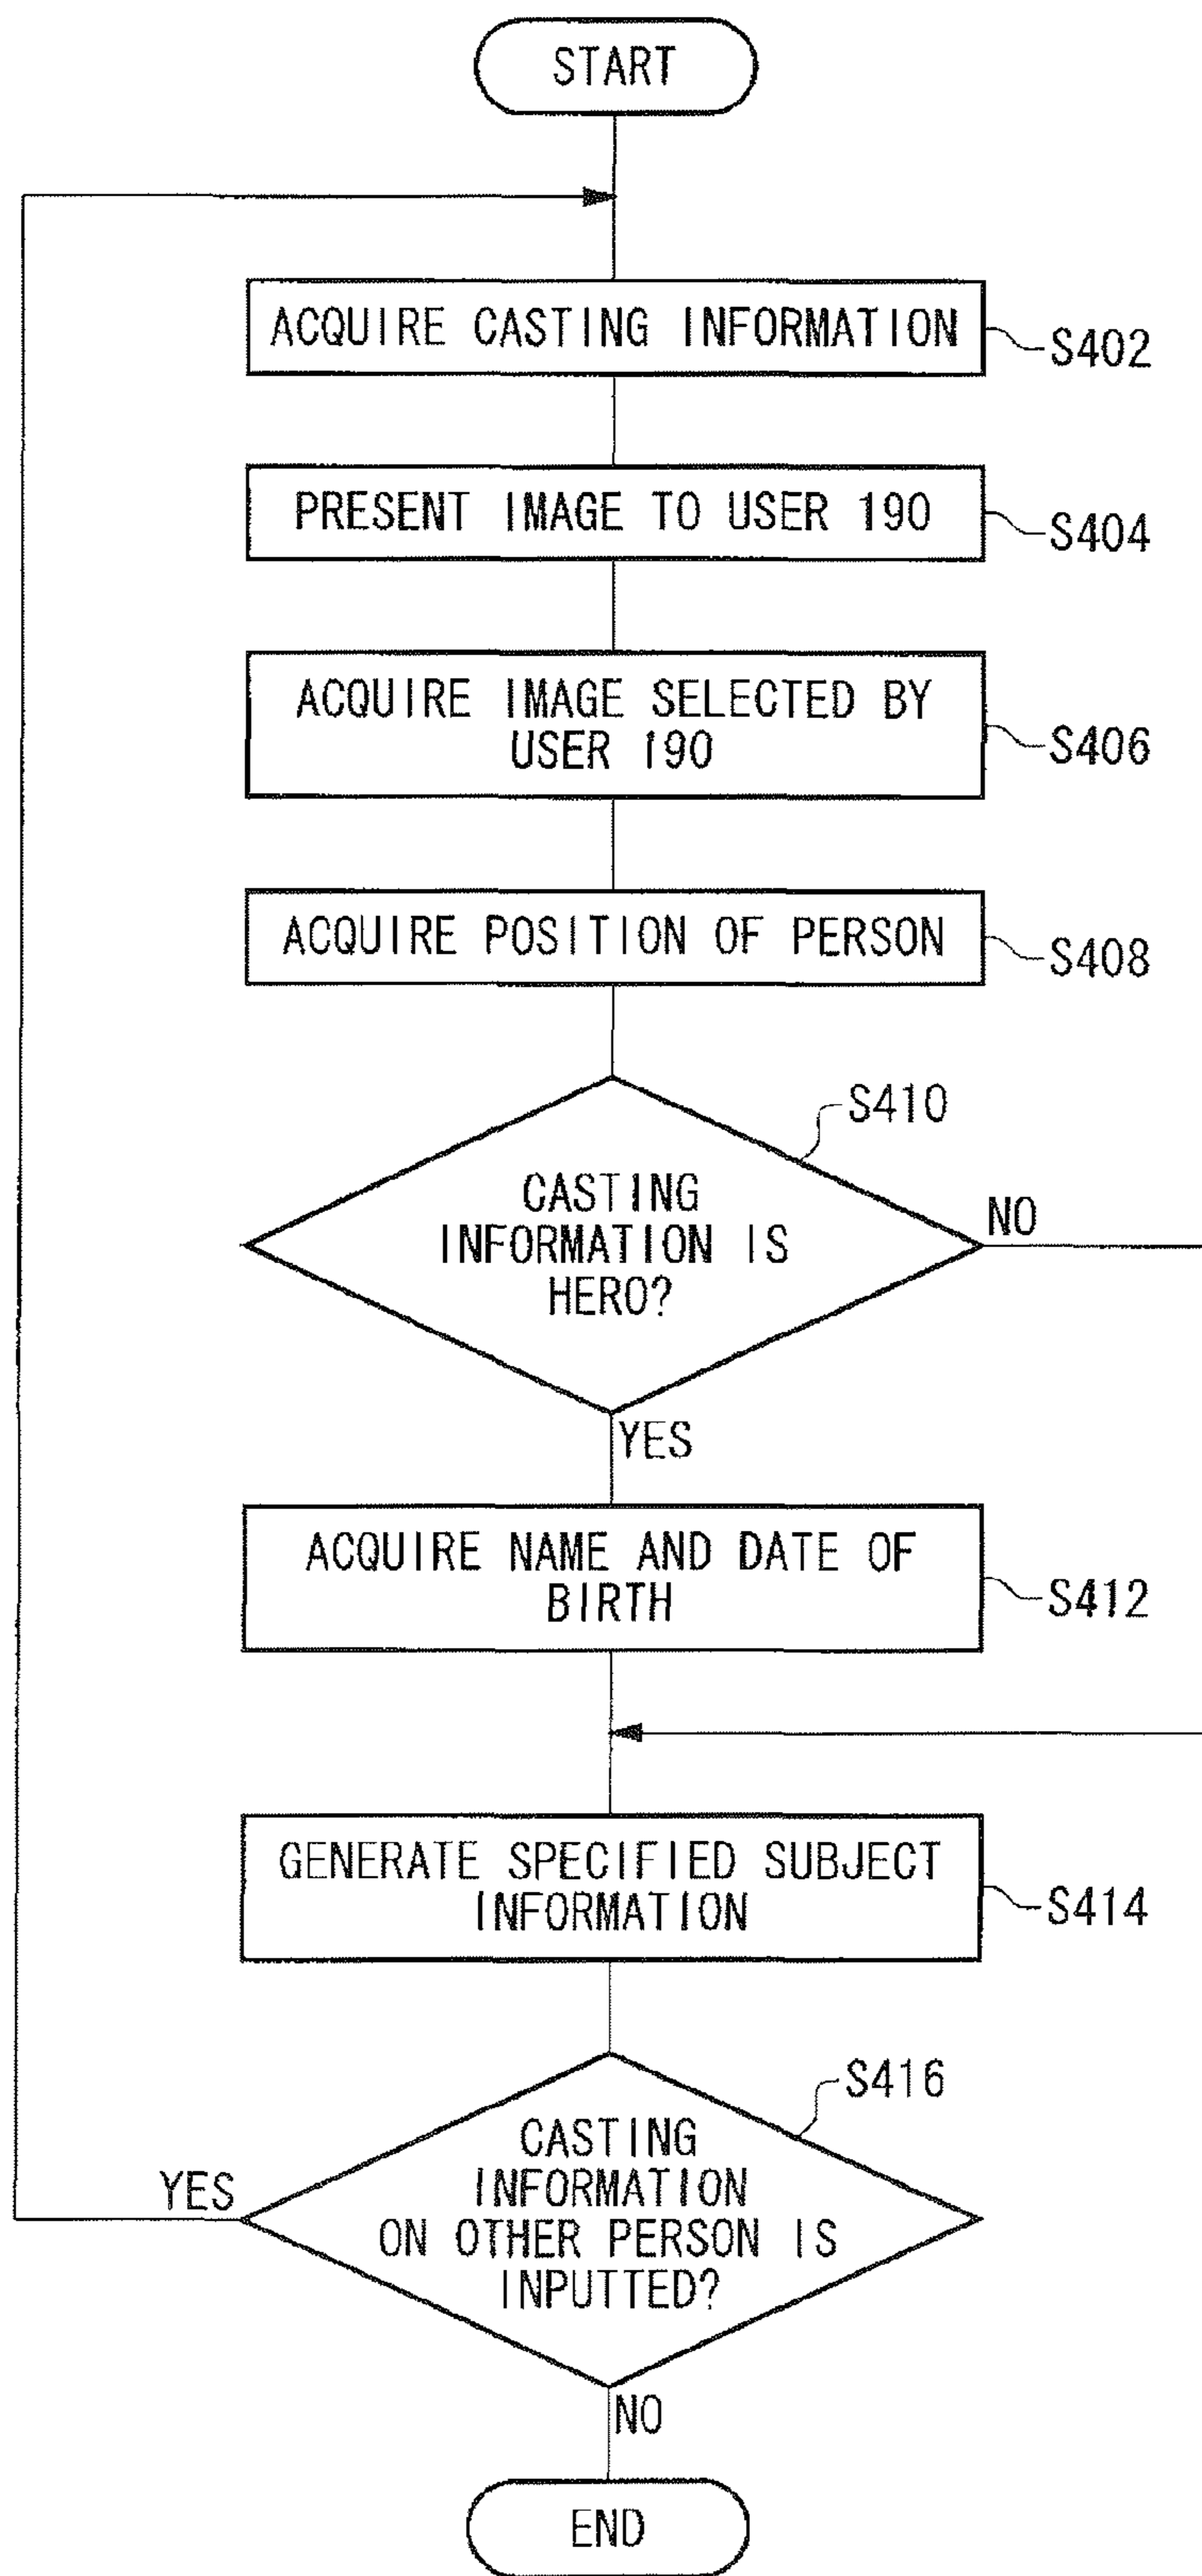 START
ACQUIRE CASTING INFORMATION
S402
PRESENT IMAGE TO USER 190
S404
ACQUIRE IMAGE SELECTED BY
USER 190
S406
ACQUIRE POSITION OF PERSON
S408
S410
CASTING
INFORMATION IS
HERO?
NO
YES
ACQUIRE NAME AND DATE OF
BIRTH
S412
GENERATE SPECIFIED SUBJECT
INFORMATION
S414
S416
CASTING
INFORMATION
ON OTHER PERSON IS
INPUTTED?
YES
NO
END